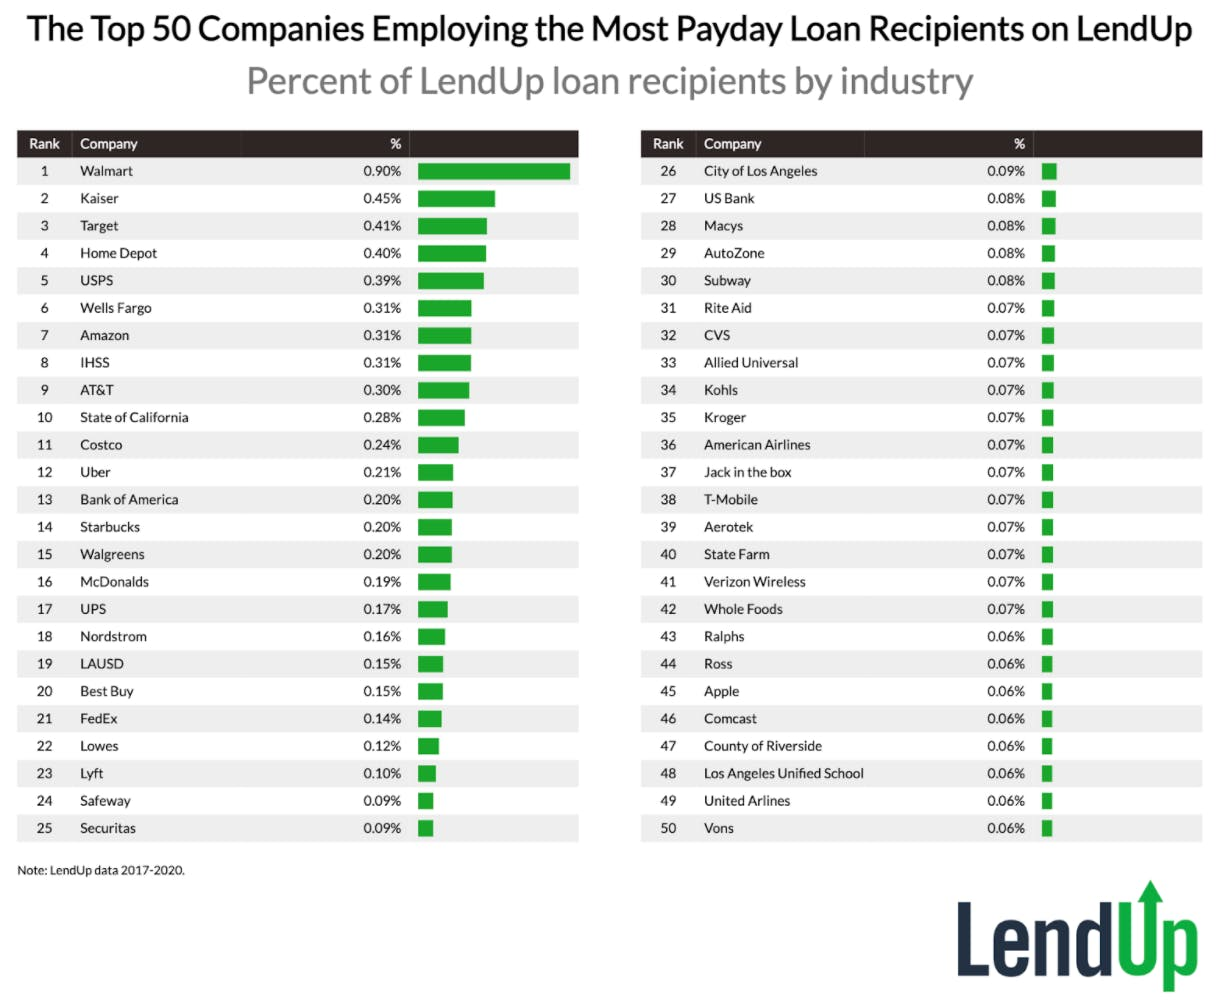 The Top 50 Companies Employing the Most Payday Loan Recipients on LendUp
Percent of LendUp loan recipients by industry
Rank Company %
1 Walmart 0.90%
2 Kaiser 0.45%
3 Target 0.41%
4 Home Depot 0.40%
5 USPS 0.39%
6 Wells Fargo 0.31%
7 Amazon 0.31%
8 IHSS 0.31%
9 AT&T 0.30%
10 State of California 0.28%
11 Costco 0.24%
12 Uber 0.21%
13 Bank of America 0.20%
14 Starbucks 0.20%
15 Walgreens 0.20%
16 McDonalds 0.19%
17 UPS 0.17%
18 Nordstrom 0.16%
19 LAUSD 0.15%
20 Best Buy 0.15%
21 FedEx 0.14%
22 Lowes 0.12%
23 Lyft 0.10%
24 Safeway 0.09%
25 Securitas 0.09%
Rank Company %
26 City of Los Angeles 0.09%
27 US Bank 0.08%
28 Macys 0.08%
29 AutoZone 0.08%
30 Subway 0.08%
31 Rite Aid 0.07%
32 CVS 0.07%
33 Allied Universal 0.07%
34 Kohls 0.07%
35 Kroger 0.07%
36 American Airlines 0.07%
37 Jack in the box 0.07%
38 T-Mobile 0.07%
39 Aerotek 0.07%
40 State Farm 0.07%
41 Verizon Wireless 0.07%
42 Whole Foods 0.07%
43 Ralphs 0.06%
44 Ross 0.06%
45 Apple 0.06%
46 Comcast 0.06%
47 County of Riverside 0.06%
48 Los Angeles Unified School 0.06%
49 United Arlines 0.06%
50 Vons 0.06%
Note: LendUp data 2017-2020.
LendUp